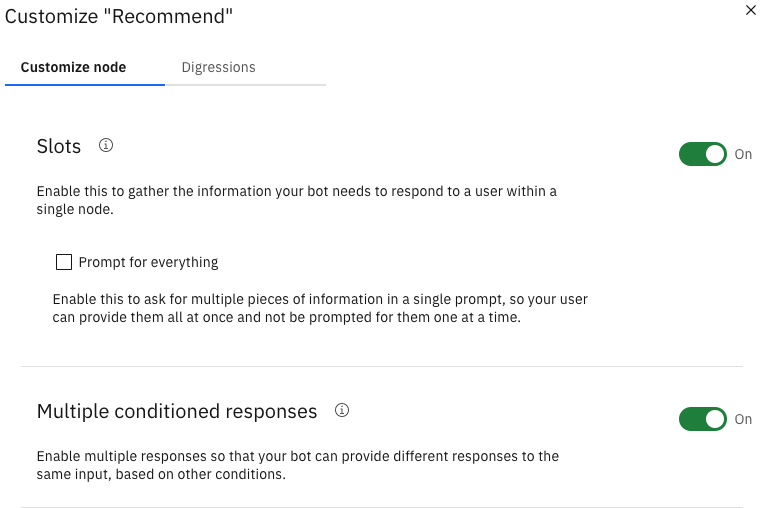 Customize "Recommend"
Customize node
Digressions
Slots
On
Enable this to gather the information your bot needs to respond to a user within a
single node.
Prompt for everything
Enable this to ask for multiple pieces of information in a single prompt, so your user
can provide them all at once and not be prompted for them one at a time.
Multiple conditioned responses
On
Enable multiple responses so that your bot can provide different responses to the
same input, based on other conditions.